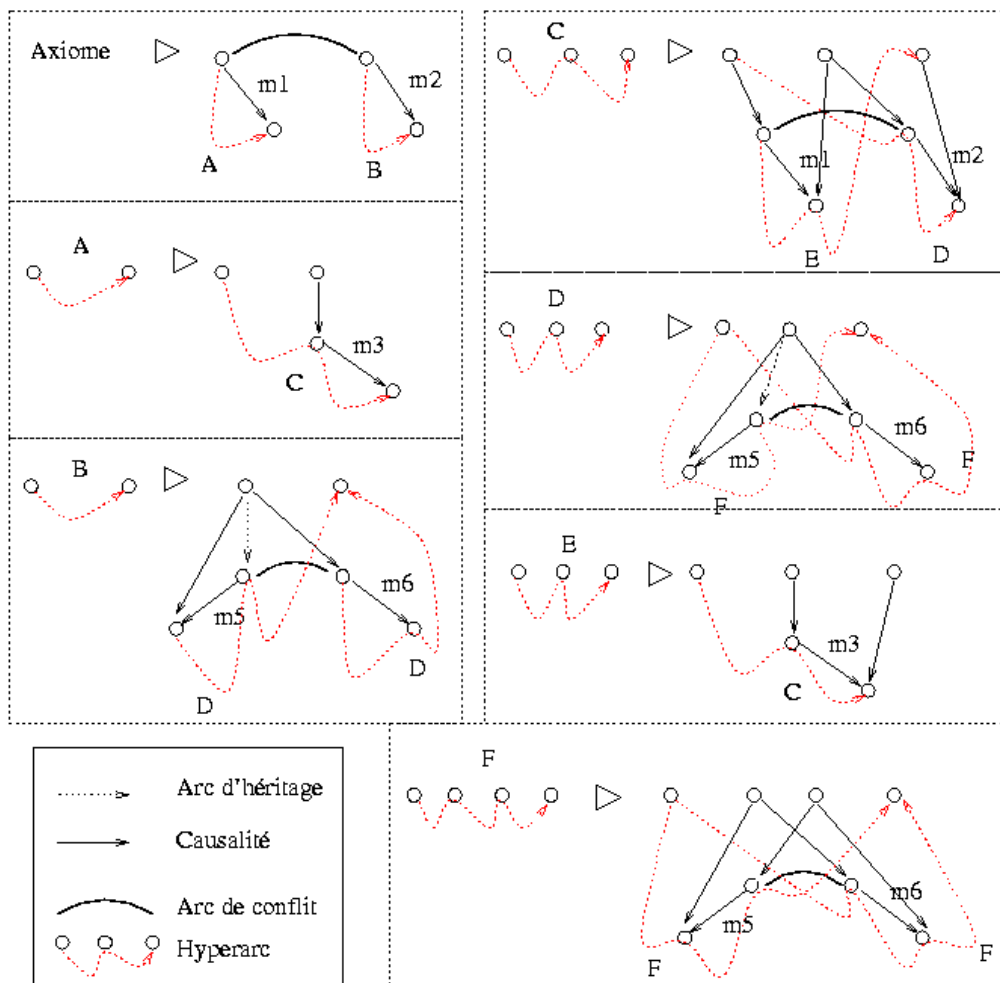 Axiome
m1
m2
A
B
A
m3
C
B
m5
m6
D
D
C
m1
m2
E
D
D
m5
m6
F
F
E
m3
C
Arc d'héritage
Causalité
Arc de conflit
Hyperarc
F
m5
m6
F
F